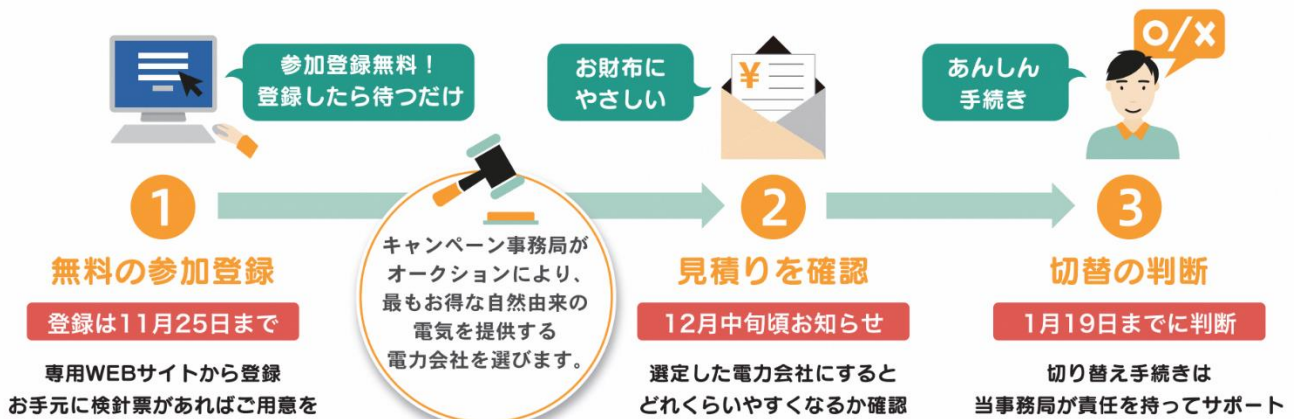 参加登録無料！
登録したら待つだけ
お財布に
やさしい
¥
あんしん
手続き
O/X
1
無料の参加登録
登録は11月25日まで
専用WEBサイトから登録
お手元に検針票があればご用意を
キャンペーン事務局が
オークションにより、
最もお得な自然由来の
電気を提供する
電力会社を選びます。
2
見積りを確認
12月中旬頃お知らせ
選定した電力会社にすると
どれくらいやすくなるか確認
3
切替の判断
1月19日までに判断
切り替え手続きは
当事務局が責任を持ってサポート